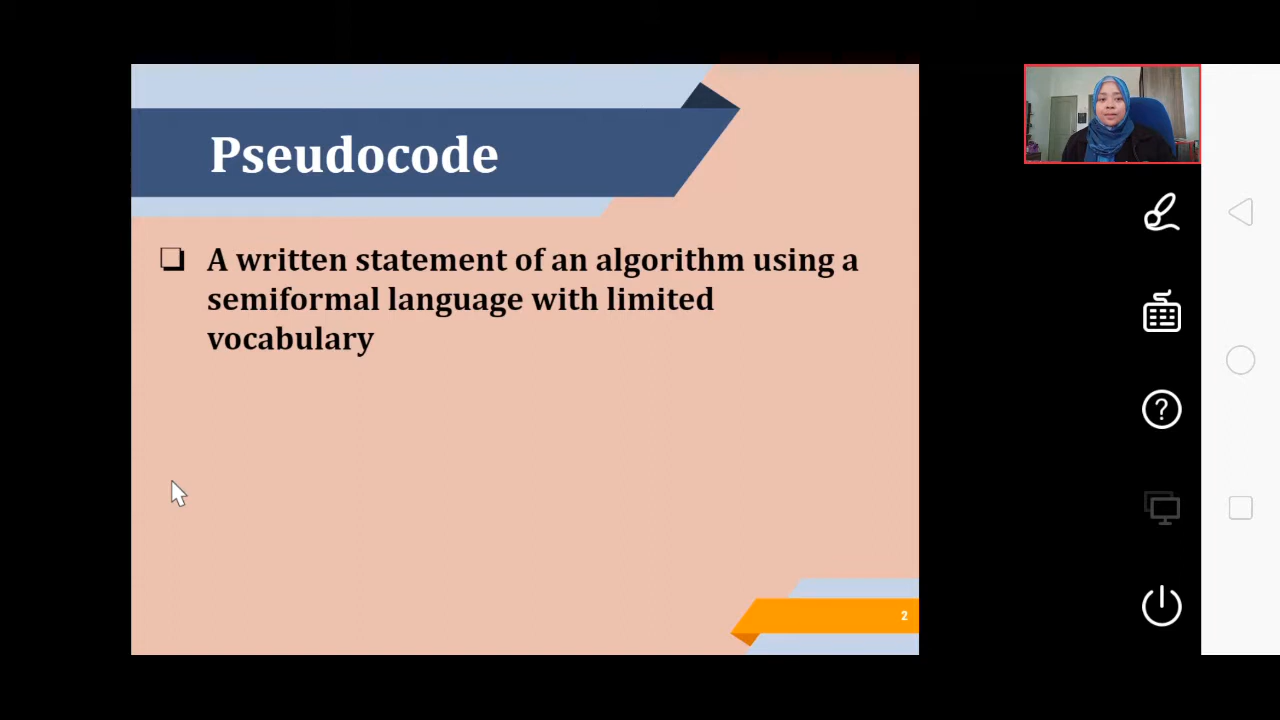 Pseudocode
A written statement of an algorithm using a
semiformal language with limited
vocabulary
2